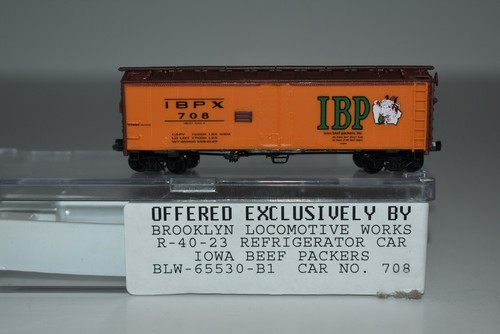 IBPX
708
IBP
OFFERED EXCLUSIVELY BY
BROOKLYN LOCOMOTIVE WORKS
R-40-23 REFRIGERATOR CAR
IOWA BEEF PACKERS
BLW-65530-B1 CAR NO. 708